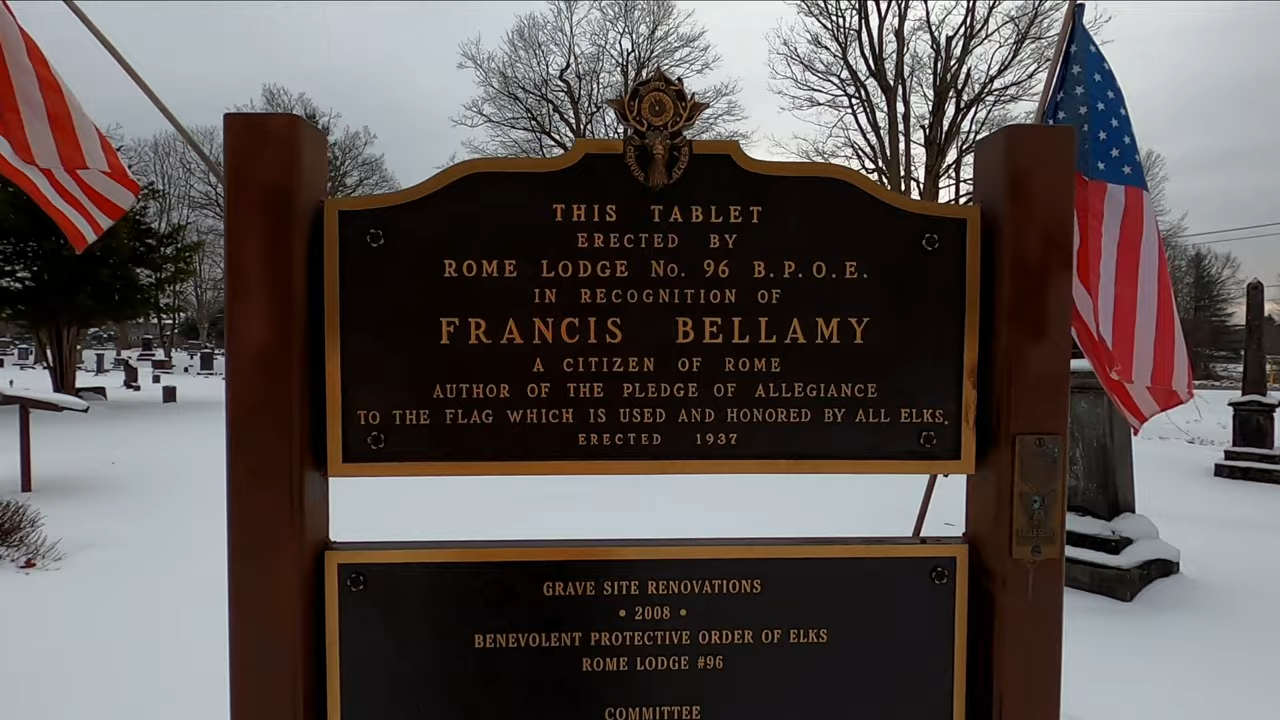 CERVUS ALCES
THIS TABLET
ERECTED BY
ROME LODGE No. 96 B.P.O.E.
IN RECOGNITION OF
FRANCIS BELLAMY
A CITIZEN OF ROME
AUTHOR OF THE PLEDGE OF ALLEGIANCE
TO THE FLAG WHICH IS USED AND HONORED BY ALL ELKS.
ERECTED 1937
GRAVE SITE RENOVATIONS
• 2008 •
BENEVOLENT PROTECTIVE ORDER OF ELKS
ROME LODGE #96
COMMITTEE